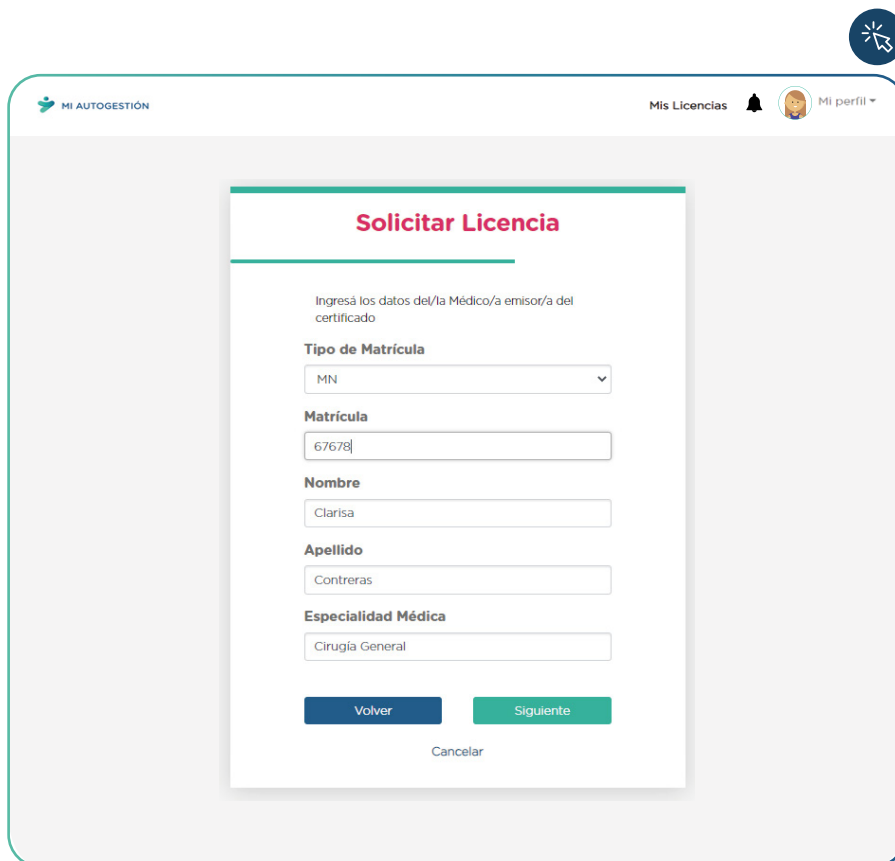 MI AUTOGESTIÓN
Mis Licencias
Mi perfil
Solicitar Licencia
Ingresá los datos del/la Médico/a emisor/a del
certificado
Tipo de Matrícula
MN
Matrícula
67678
Nombre
Clarisa
Apellido
Contreras
Especialidad Médica
Cirugía General
Volver
Siguiente
Cancelar